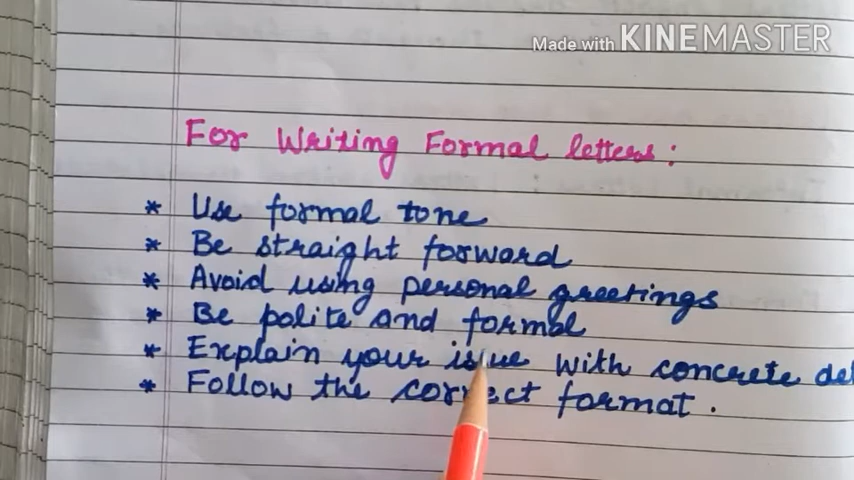 Made with KINEMASTER
For Writing Formal letters :
* Use formal tone
* Be straight forward
* Avoid using personal greetings
* Be polite and formal
* Explain your issue with concrete de
* Follow the correct format .